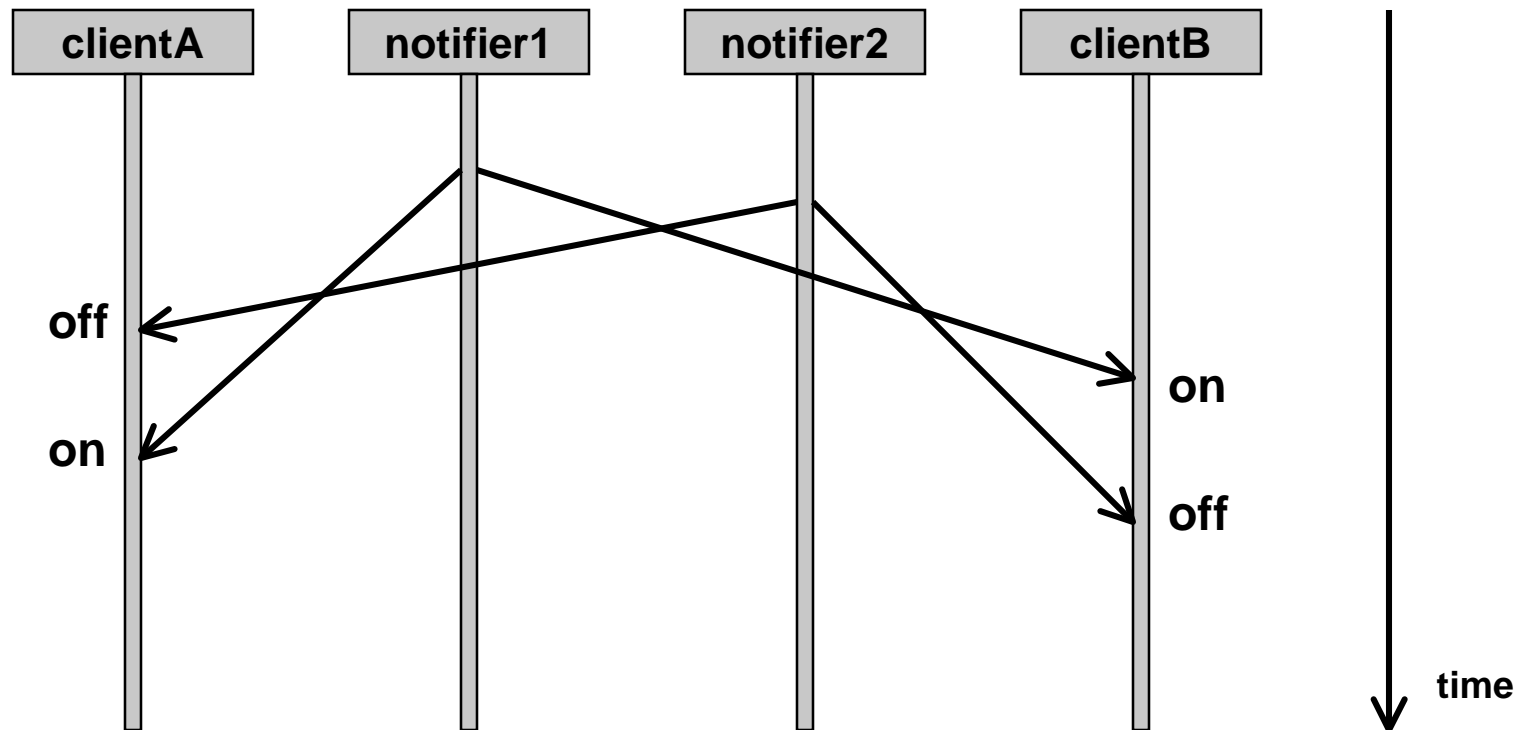 clientA
notifier1
notifier2
clientB
off
on
on
off
time